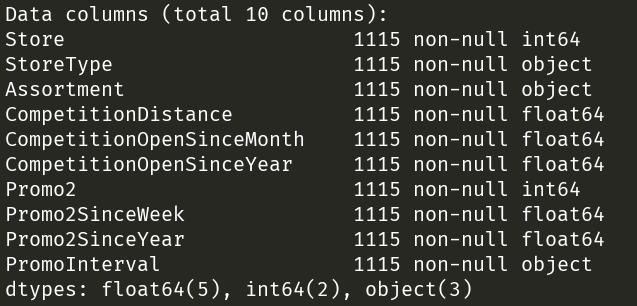 Data columns (total 10 columns):
Store                        1115 non-null int64
StoreType                    1115 non-null object
Assortment                   1115 non-null object
CompetitionDistance          1115 non-null float64
CompetitionOpenSinceMonth    1115 non-null float64
CompetitionOpenSinceYear     1115 non-null float64
Promo2                       1115 non-null int64
Promo2SinceWeek              1115 non-null float64
Promo2SinceYear              1115 non-null float64
PromoInterval                1115 non-null object
dtypes: float64(5), int64(2), object(3)